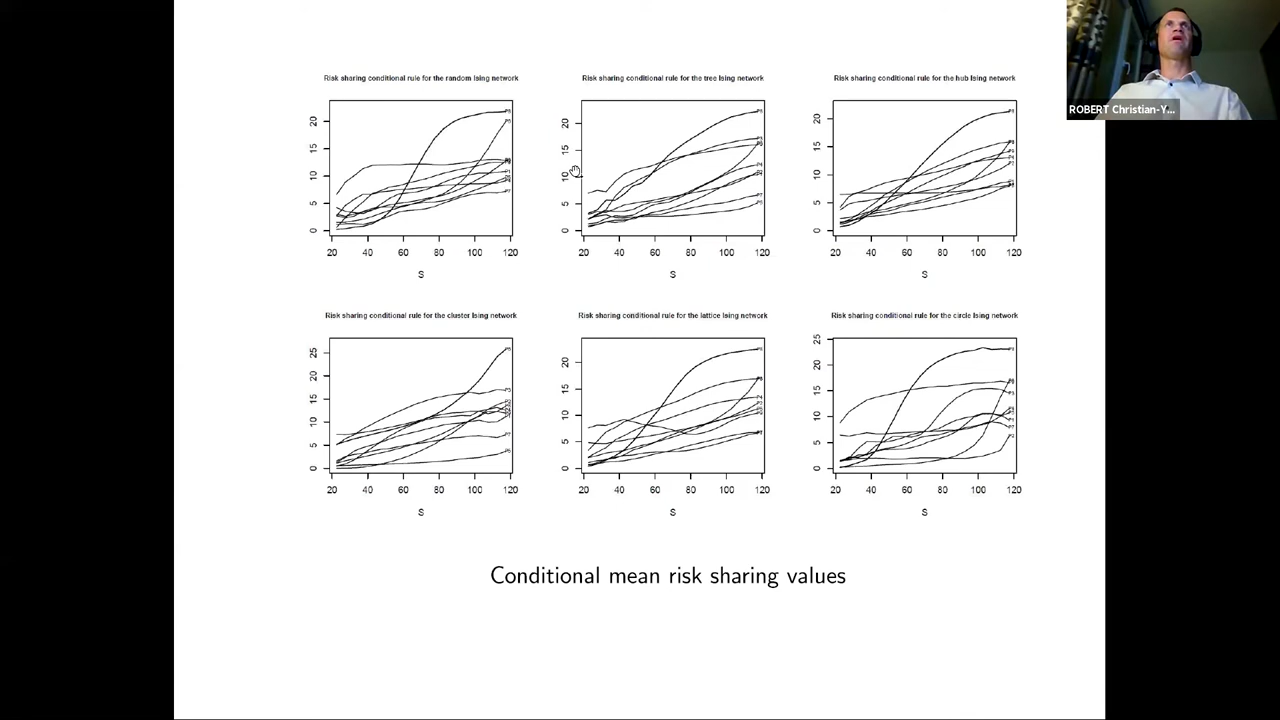 ROBERT Christian-Y...
Risk sharing conditional rule for the random Ising network
Risk sharing conditional rule for the tree Ising network
Risk sharing conditional rule for the hub Ising network
0 5 10 15 20
20 40 60 80 100 120
S
0 5 10 15 20
20 40 60 80 100 120
S
0 5 10 15 20
20 40 60 80 100 120
S
Risk sharing conditional rule for the cluster Ising network
Risk sharing conditional rule for the lattice Ising network
Risk sharing conditional rule for the circle Ising network
0 5 10 15 20 25
20 40 60 80 100 120
S
0 5 10 15 20
20 40 60 80 100 120
S
0 5 10 15 20 25
20 40 60 80 100 120
S
Conditional mean risk sharing values